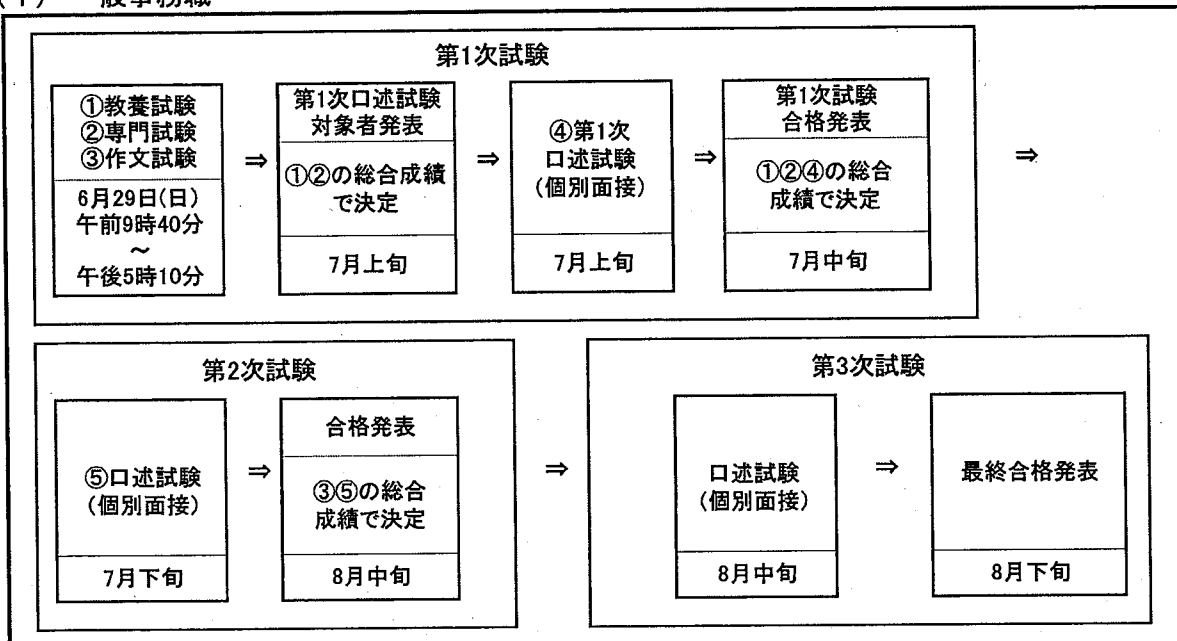 第1次試験
①教養試験
②専門試験
③作文試験
6月29日(日)
午前9時40分
～
午後5時10分
⇒
第1次口述試験
対象者発表
①②の総合成績
で決定
7月上旬
⇒
④第1次
口述試験
(個別面接)
7月上旬
⇒
第1次試験
合格発表
①②④の総合
成績で決定
7月中旬
⇒
第2次試験
⑤口述試験
(個別面接)
7月下旬
⇒
合格発表
③⑤の総合
成績で決定
8月中旬
⇒
第3次試験
口述試験
(個別面接)
8月中旬
⇒
最終合格発表
8月下旬